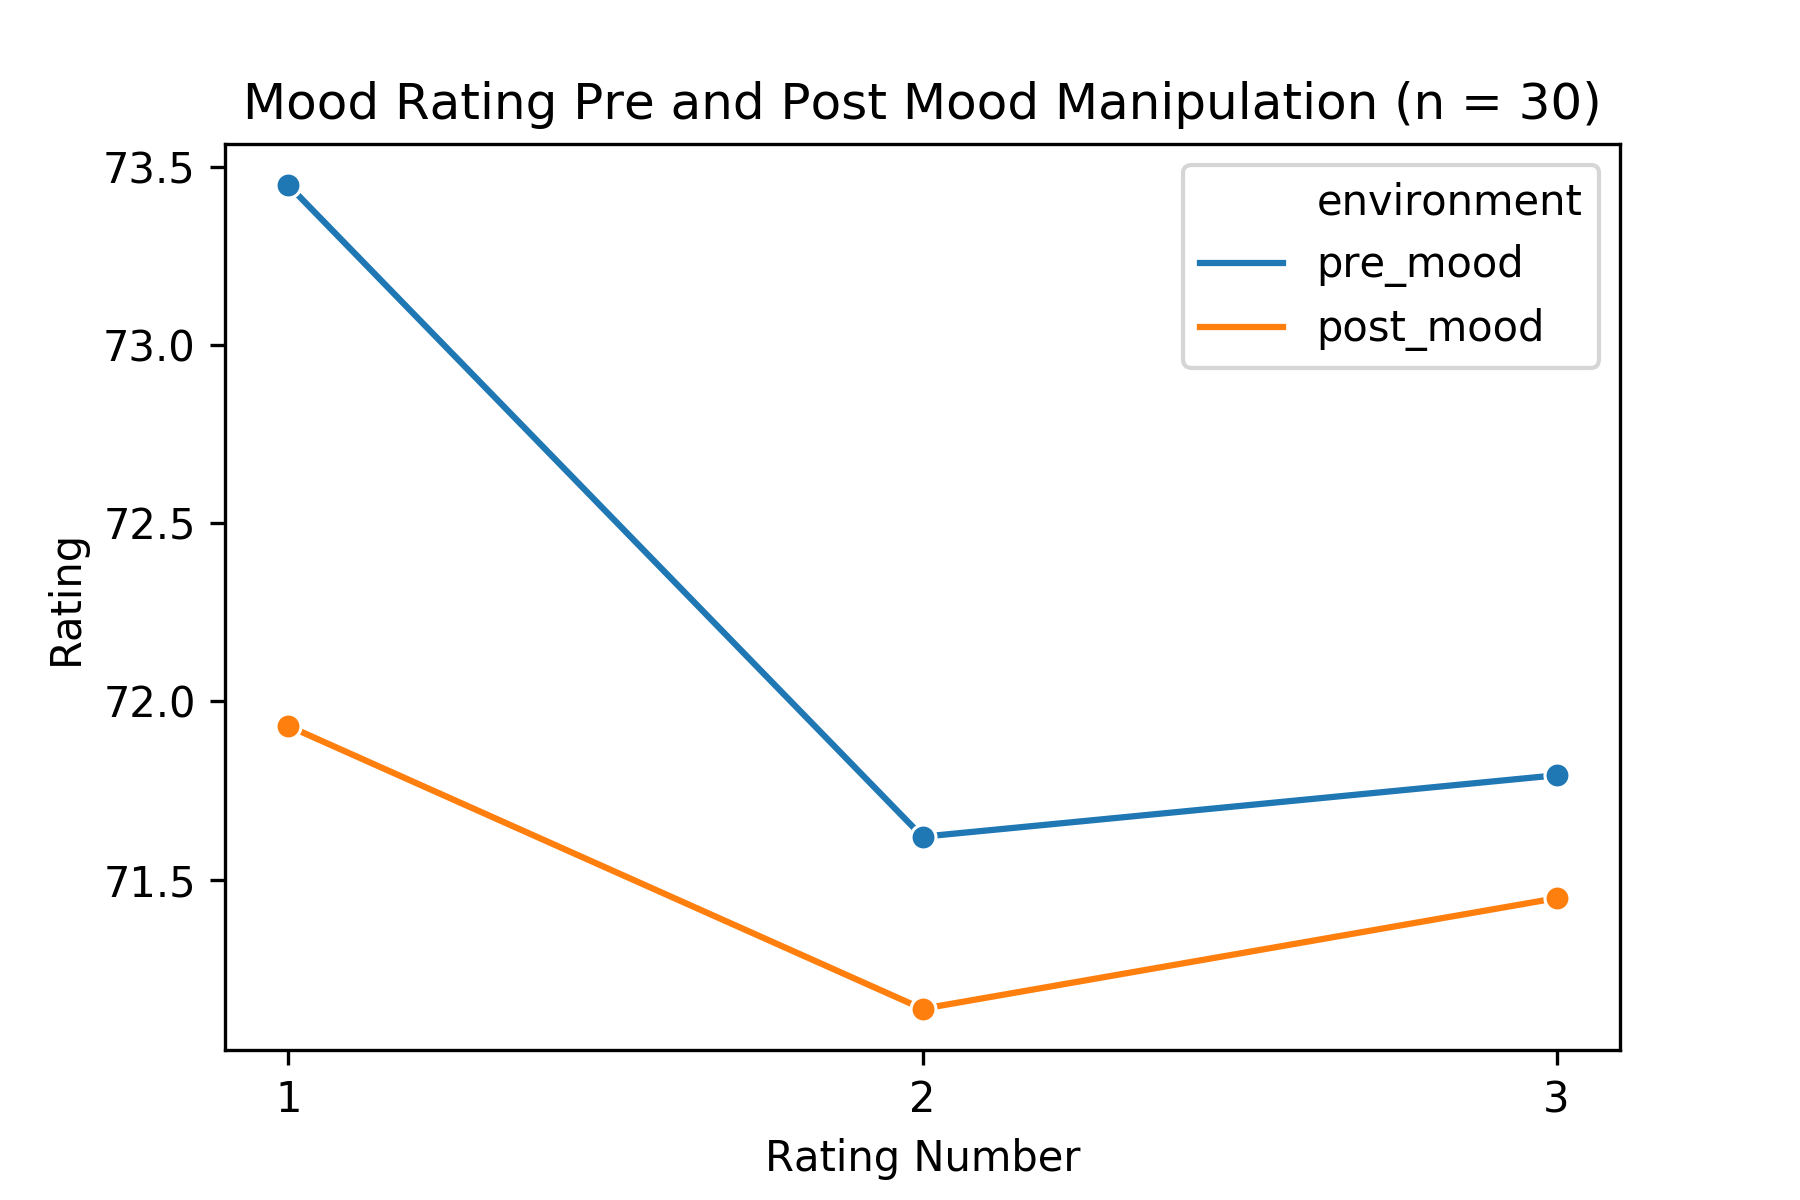 Mood Rating Pre and Post Mood Manipulation (n = 30)
73.5
73.0
72.5
72.0
71.5
Rating
environment
pre_mood
post_mood
1 2 3
Rating Number